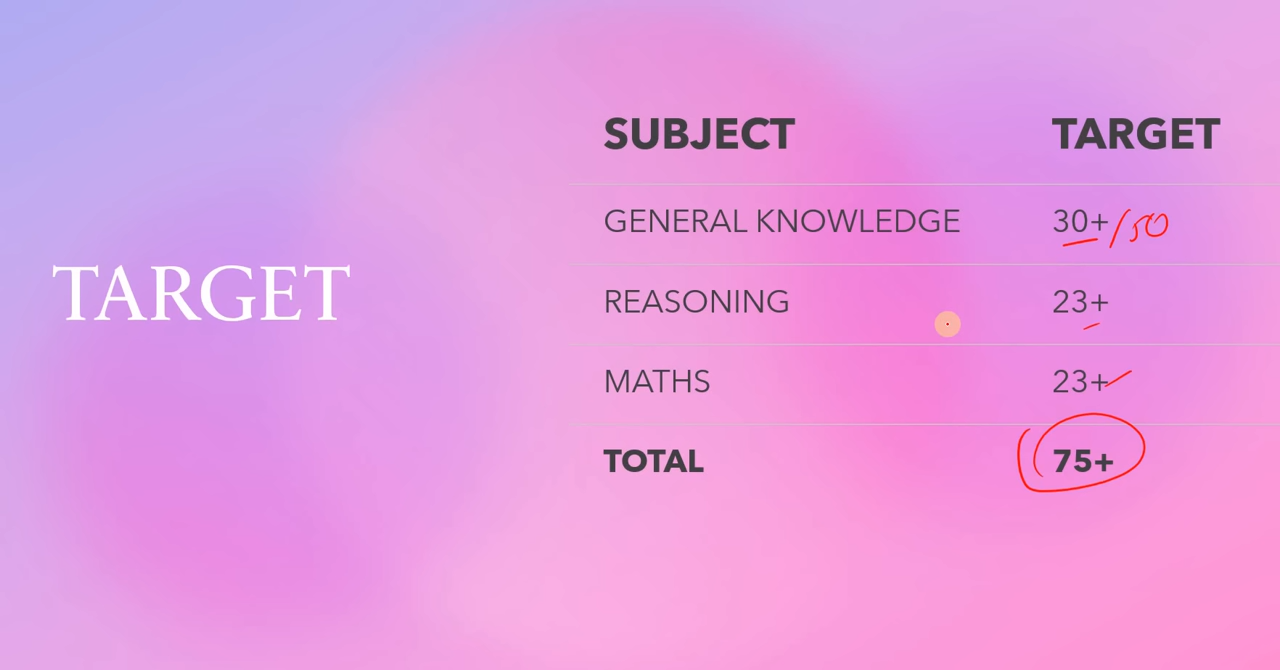 TARGET
SUBJECT TARGET
GENERAL KNOWLEDGE 30+ /50
REASONING 23+
MATHS 23+
TOTAL 75+